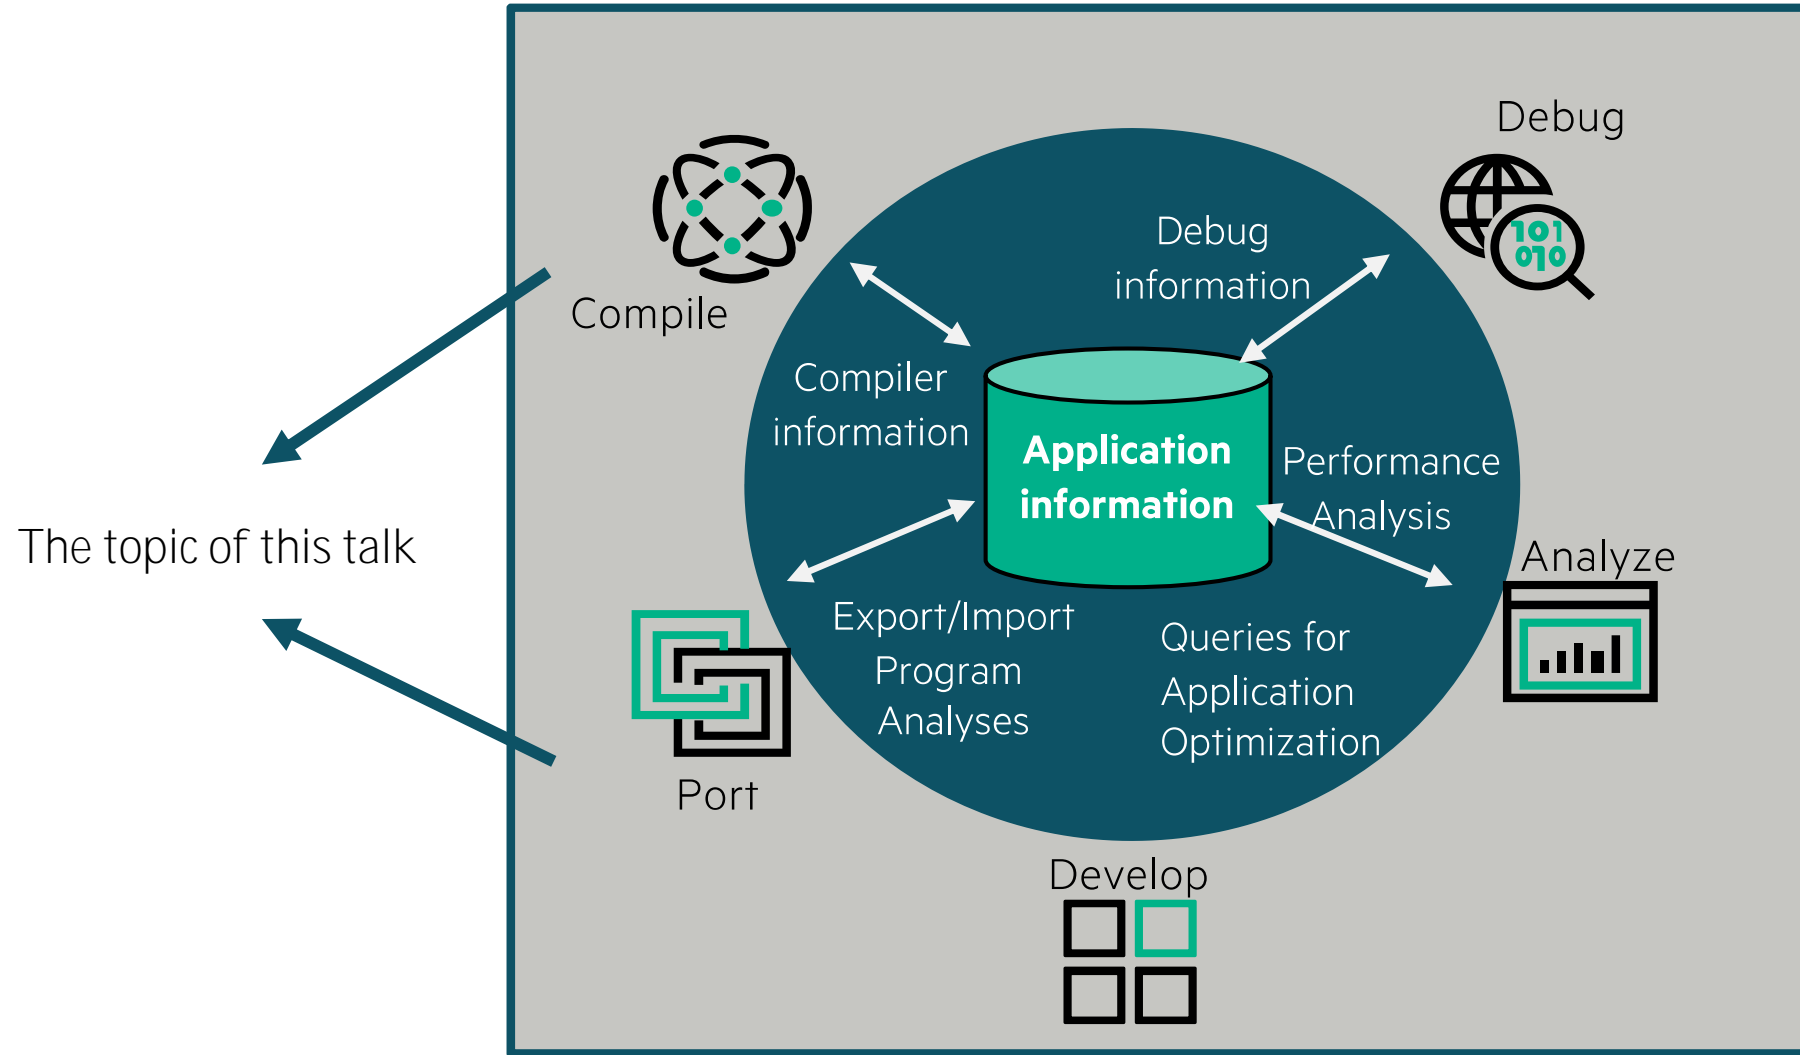 Debug
Debug
information
Compile
Compiler
information
Application
information
Performance
Analysis
The topic of this talk
Analyze
Export/Import
Program
Analyses
Queries for
Application
Optimization
Port
Develop
101
010